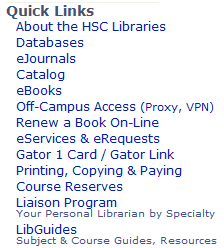 Quick Links
About the HSC Libraries
Databases
eJournals
Catalog
eBooks
Off-Campus Access (Proxy, VPN)
Renew a Book On-Line
eServices & eRequests
Gator 1 Card / Gator Link
Printing, Copying & Paying
Course Reserves
Liaison Program
Your Personal Librarian by Specialty
LibGuides
Subject & Course Guides, Resources